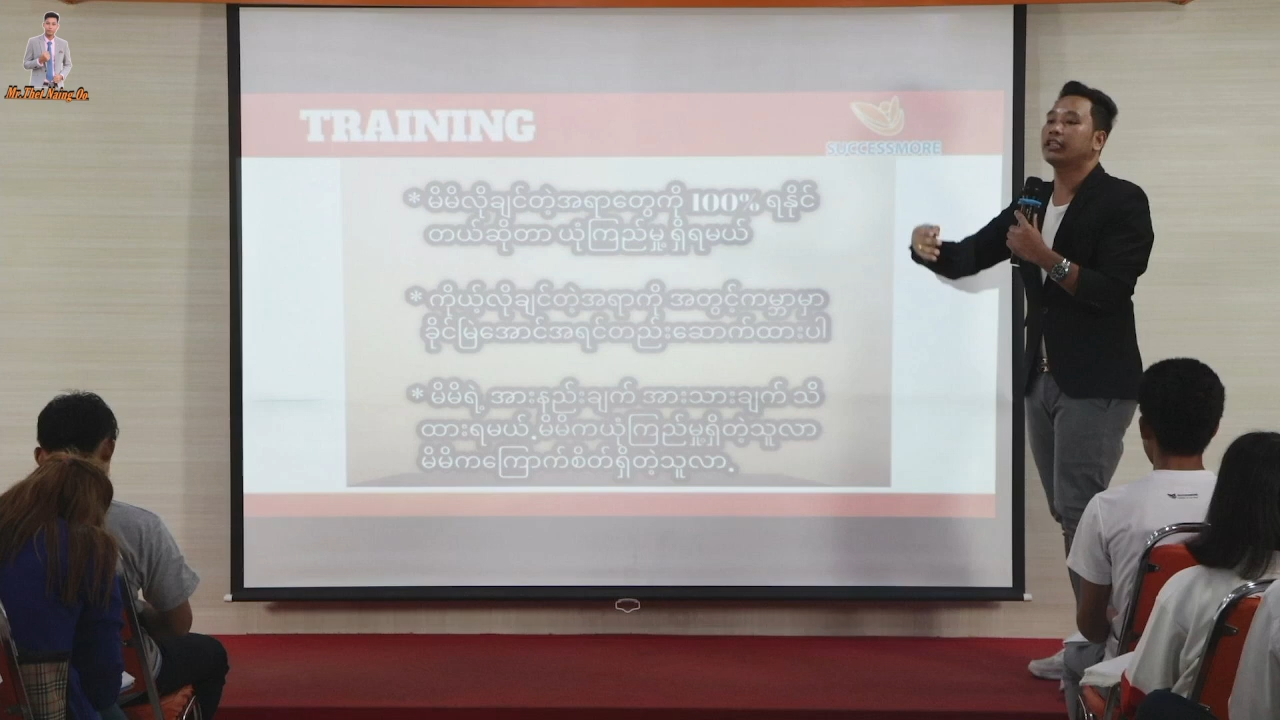 Mr.Thet Naing Oo
TRAINING
SUCCESSMORE
* မိမိလိုချင်တဲ့အရာတွေကို 100% ရနိုင်
တယ်ဆိုတာ ယုံကြည်မှု့ ရှိရမယ်
* ကိုယ့်လိုချင်တဲ့အရာကို အတွင့်ကမ္ဘာမှာ
ခိုင်မြဲအောင်အရင်တည်းဆောက်ထားပါ
* မိမိရဲ့ အားနည်းချက် အားသားချက် သိ
ထားရမယ်.မိမိကယုံကြည်မှု့ရှိတဲ့သူလာ
မိမိကကြောက်စိတ်ရှိတဲ့သူလာ.